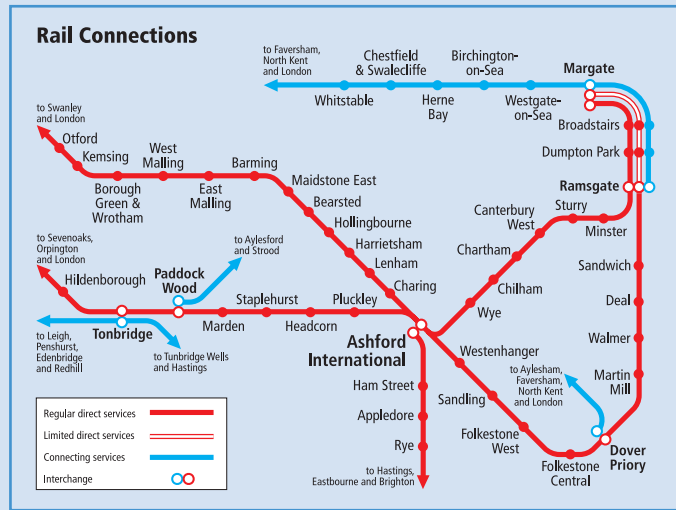 Rail Connections
to Faversham,
North Kent
and London
Chestfield
& Swalecliffe
Birchington-
on-Sea
Margate
Whitstable
Herne
Bay
Westgate-
on-Sea
Broadstairs
Dumpton Park
Ramsgate
to Swanley
and London
Otford
Kemsing
West
Malling
Barming
Borough
Green &
Wrotham
East
Malling
Maidstone East
Bearsted
Hollingbourne
Harrietsham
Lenham
Charing
Canterbury
West
Sturry
Minster
Chartham
Chilham
Wye
Sandwich
Deal
Walmer
Martin
Mill
to Sevenoaks,
Orpington
and London
Hildenborough
Paddock
Wood
to Aylesford
and Strood
Staplehurst
Pluckley
Tonbridge
Marden
Headcorn
Ashford
International
to Leigh,
Penshurst,
Edenbridge
and Redhill
to Tunbridge Wells
and Hastings
Westenhanger
Sandling
Folkestone
West
Folkestone
Central
to Aylesham,
Faversham,
North Kent
and London
Dover
Priory
Ham Street
Appledore
Rye
to Hastings,
Eastbourne and Brighton
Regular direct services
Limited direct services
Connecting services
Interchange